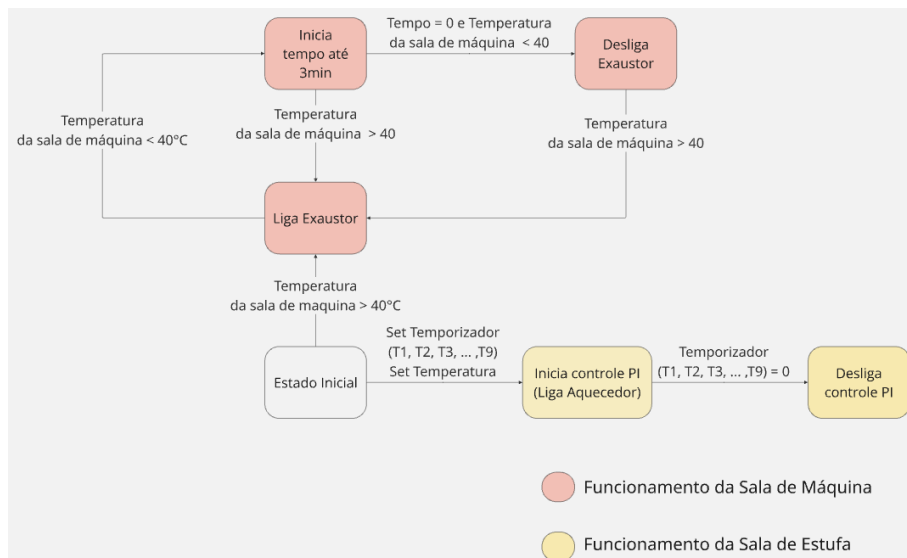 Inicia
tempo até
3min
Tempo = 0 e Temperatura
da sala de máquina < 40
Desliga
Exaustor
Temperatura
da sala de máquina < 40°C
Temperatura
da sala de máquina > 40
Temperatura
da sala de máquina > 40
Liga Exaustor
Temperatura
da sala de maquina > 40°C
Set Temporizador
(T1, T2, T3, ... ,T9)
Set Temperatura
Estado Inicial
Inicia controle PI
(Liga Aquecedor)
Temporizador
(T1, T2, T3, ... ,T9) = 0
Desliga
controle PI
Funcionamento da Sala de Máquina
Funcionamento da Sala de Estufa